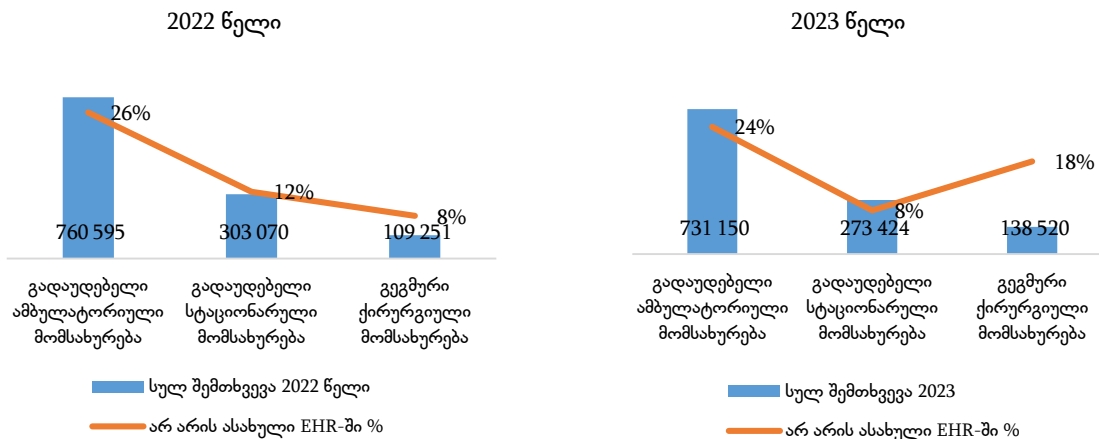 2022 წელი
26%
12%
8%
760 595
303 070
109 251
გადაუდებელი
ამბულატორიული
მომსახურება
გადაუდებელი
სტაციონარული
მომსახურება
გეგმური
ქირურგიული
მომსახურება
სულ შემთხვევა 2022 წელი
არ არის ასახული EHR-ში %
2023 წელი
24%
8%
18%
731 150
273 424
138 520
გადაუდებელი
ამბულატორიული
მომსახურება
გადაუდებელი
სტაციონარული
მომსახურება
გეგმური
ქირურგიული
მომსახურება
სულ შემთხვევა 2023
არ არის ასახული EHR-ში %